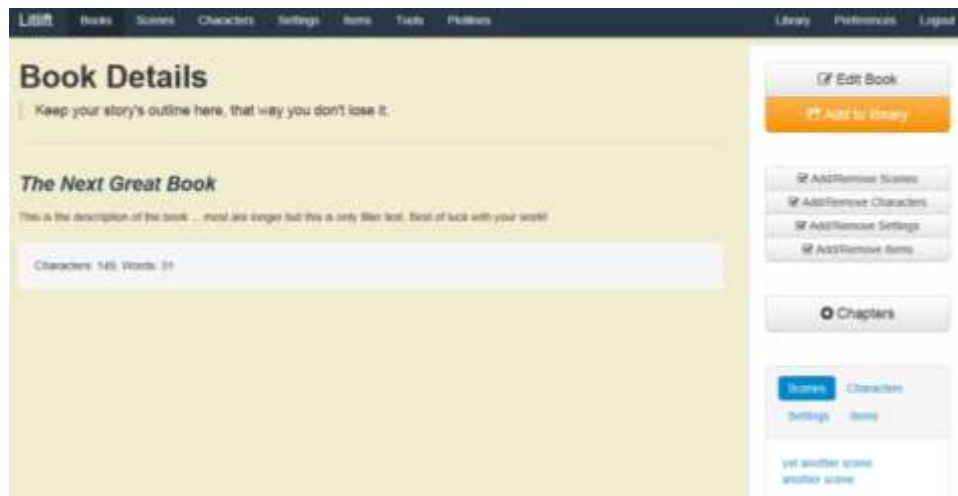 Litlift Books Scenes Characters Settings Items Tools Plotlines Library Preferences Logout
Book Details
Keep your story's outline here, that way you don't lose it.
The Next Great Book
This is the description of the book ... most are longer but this is only filler text. Best of luck with your work!
Characters: 145 Words: 31
Edit Book
Add to library
Add/Remove Scenes
Add/Remove Characters
Add/Remove Settings
Add/Remove Items
Chapters
Scenes Characters
Settings Items
yet another scene
another scene